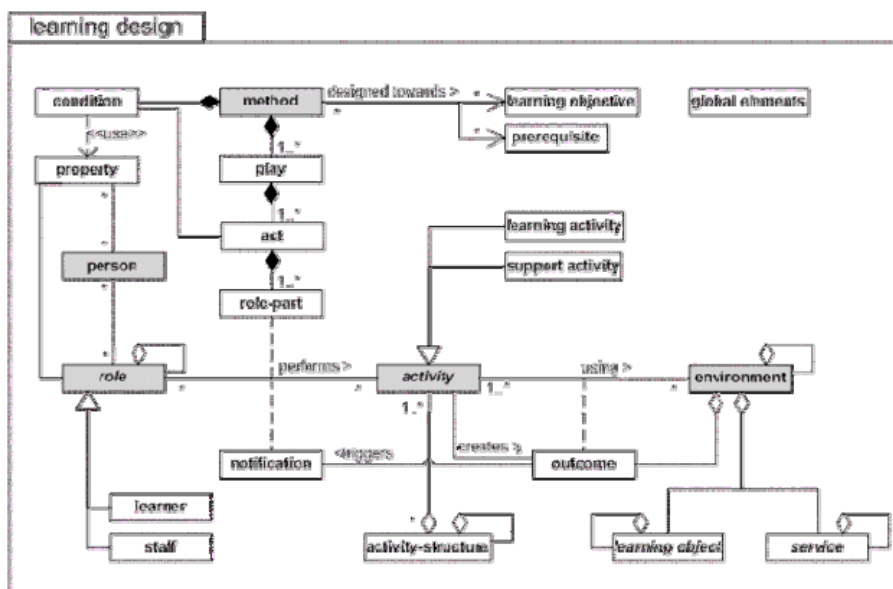 learning design
condition
method
designed towards >
*
*
learning objective
global elements
<<use>>
1..*
*
prerequisite
property
play
*
1..*
*
act
learning activity
person
1..*
support activity
*
role-part
*
performs >
using >
role
*
*
activity
1..*
*
environment
1..*
notification
<triggers
creates >
outcome
learner
*
staff
activity-structure
learning object
service